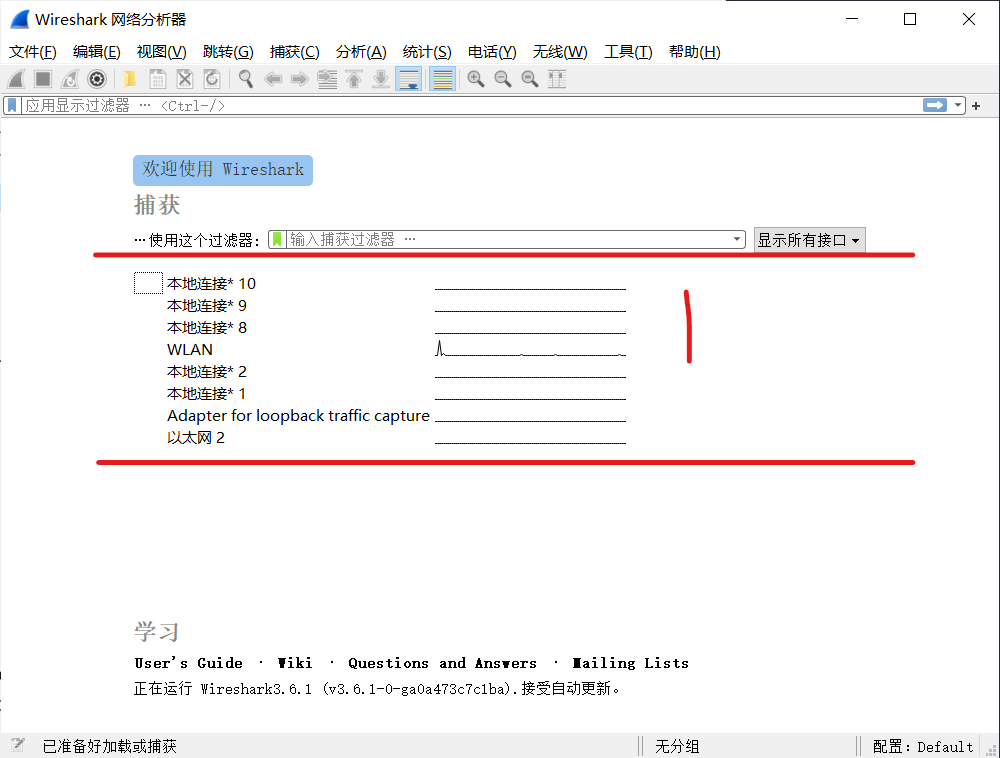 Wireshark 网络分析器
文件(F) 编辑(E) 视图(V) 跳转(G) 捕获(C) 分析(A) 统计(S) 电话(Y) 无线(W) 工具(T) 帮助(H)
应用显示过滤器 … <Ctrl-/>
+
欢迎使用 Wireshark
捕获
…使用这个过滤器: 输入捕获过滤器 … 显示所有接口
本地连接* 10
本地连接* 9
本地连接* 8
WLAN
本地连接* 2
本地连接* 1
Adapter for loopback traffic capture
以太网 2
学习
User's Guide · Wiki · Questions and Answers · Mailing Lists
正在运行 Wireshark3.6.1 (v3.6.1-0-ga0a473c7c1ba).接受自动更新。
已准备好加载或捕获 无分组 配置:Default